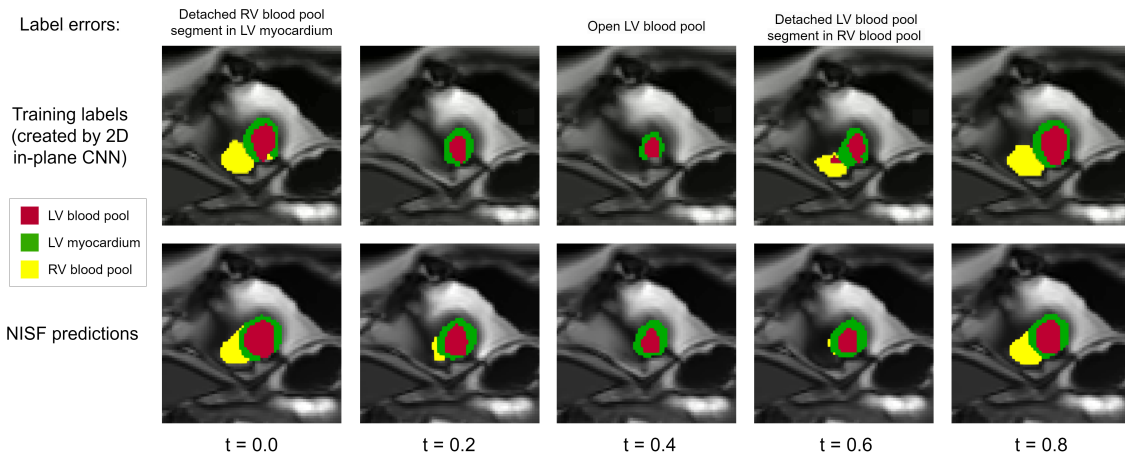 Label errors:
Detached RV blood pool
segment in LV myocardium
Open LV blood pool
Detached LV blood pool
segment in RV blood pool
Training labels
(created by 2D
in-plane CNN)
LV blood pool
LV myocardium
RV blood pool
NISF predictions
t = 0.0
t = 0.2
t = 0.4
t = 0.6
t = 0.8